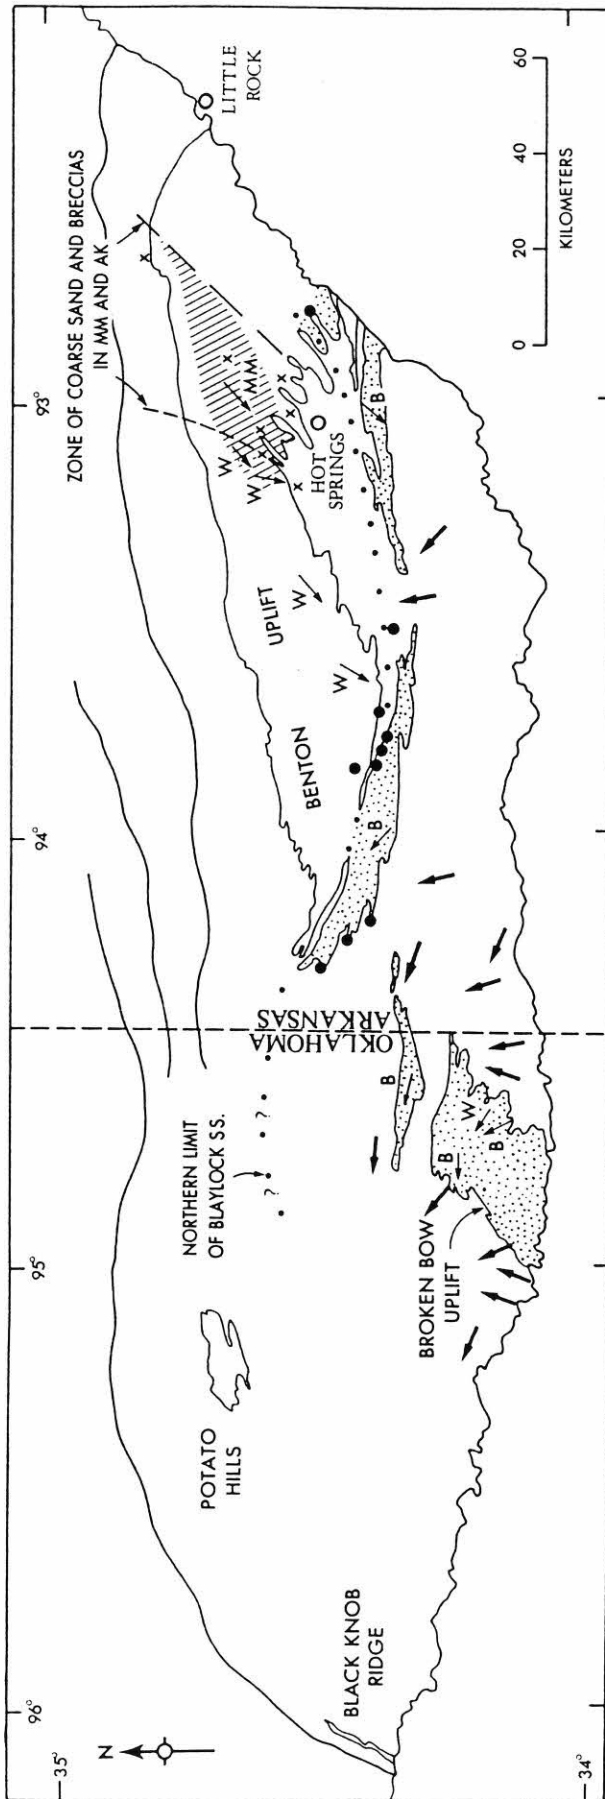 96°
95°
94°
93°
35°
34°
N
ZONE OF COARSE SAND AND BRECCIAS
IN MM AND AK
LITTLE
ROCK
x
W
W
x
x
x
MM
x
x
x
x
HOT
SPRINGS
UPLIFT
BENTON
W
W
B
B
OKLAHOMA
ARKANSAS
NORTHERN LIMIT
OF BLAYLOCK SS.
?
?
B
B
W
B
BROKEN BOW
UPLIFT
POTATO
HILLS
BLACK KNOB
RIDGE
0 20 40 60
KILOMETERS